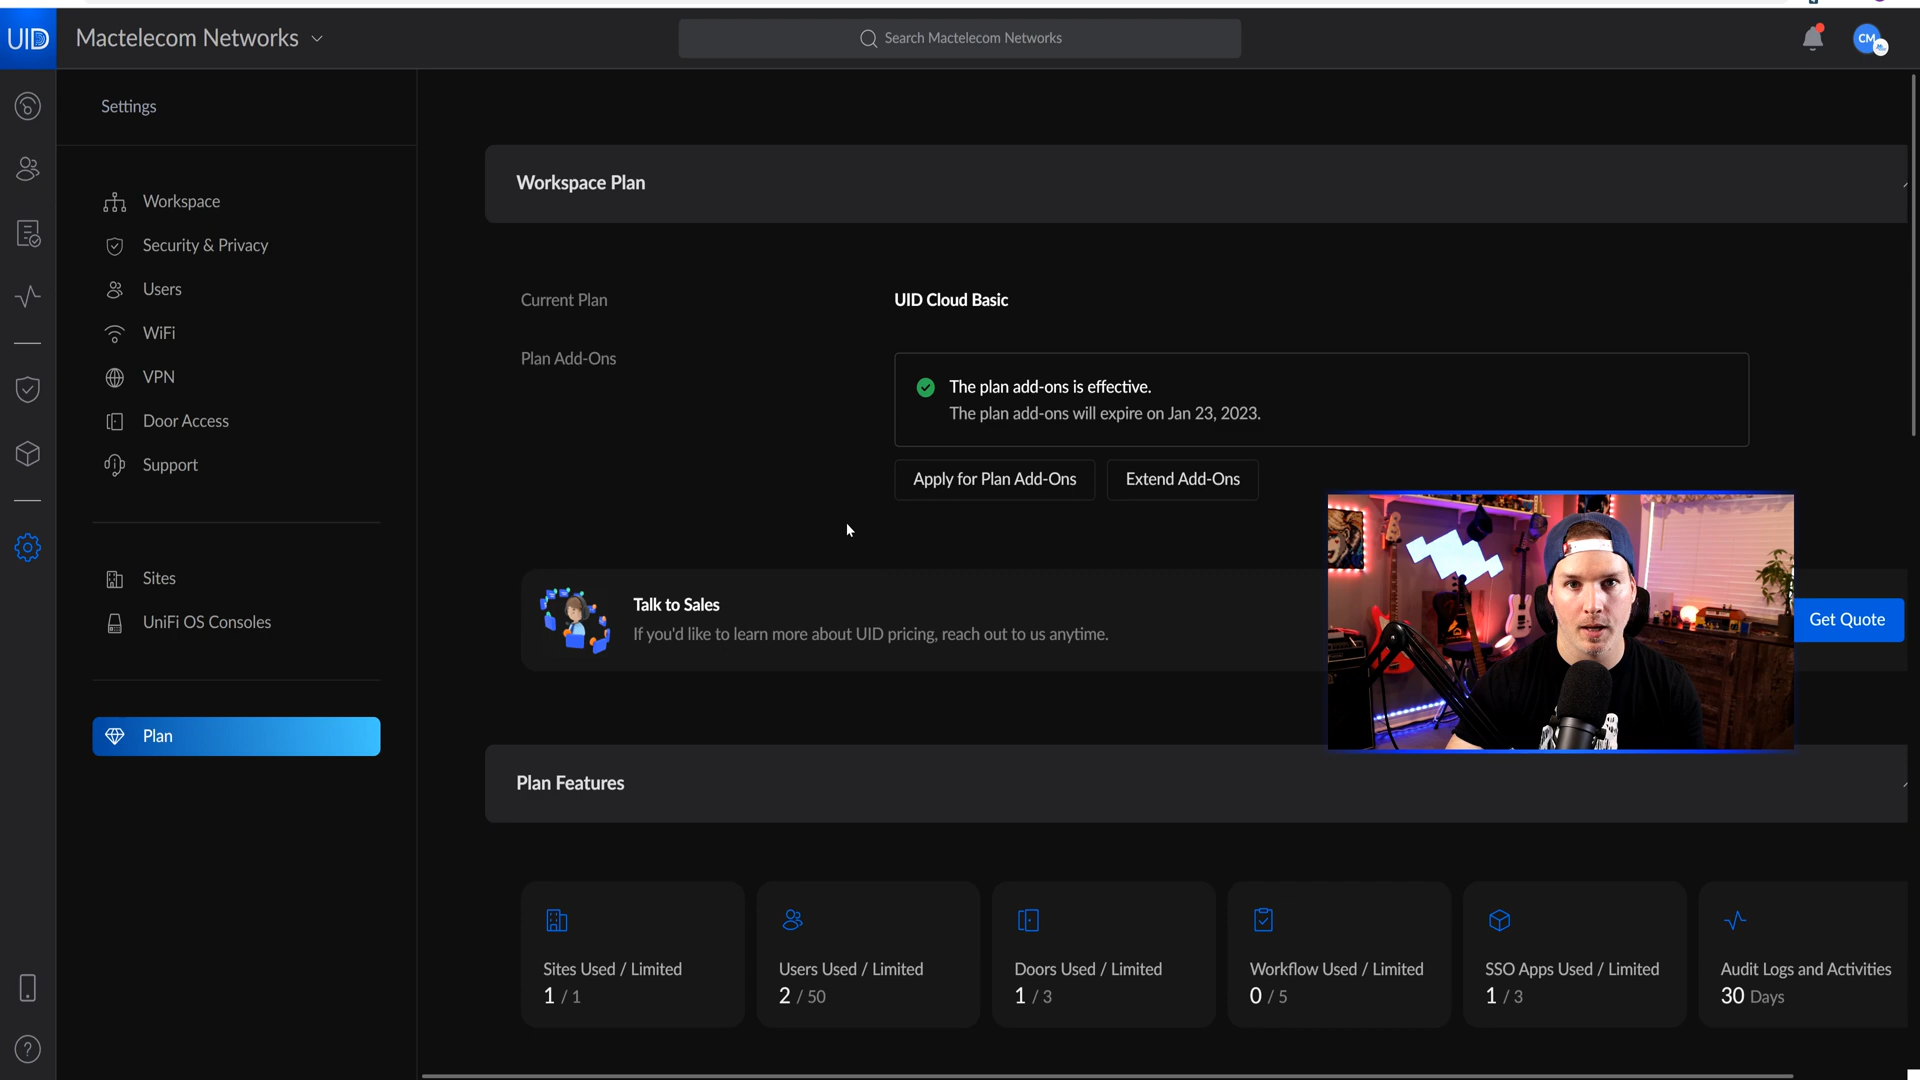 UID
Mactelecom Networks
Search Mactelecom Networks
CM
Settings
Workspace
Security & Privacy
Users
WiFi
VPN
Door Access
Support
Sites
UniFi OS Consoles
Plan
Workspace Plan
Current Plan
UID Cloud Basic
Plan Add-Ons
The plan add-ons is effective.
The plan add-ons will expire on Jan 23, 2023.
Apply for Plan Add-Ons
Extend Add-Ons
Talk to Sales
If you'd like to learn more about UID pricing, reach out to us anytime.
Get Quote
Plan Features
Sites Used / Limited
1 / 1
Users Used / Limited
2 / 50
Doors Used / Limited
1 / 3
Workflow Used / Limited
0 / 5
SSO Apps Used / Limited
1 / 3
Audit Logs and Activities
30 Days